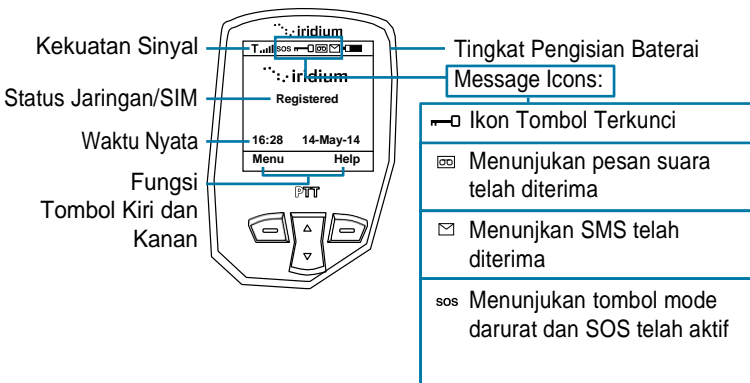 Kekuatan Sinyal
Status Jaringan/SIM
Waktu Nyata
Fungsi
Tombol Kiri dan
Kanan
iridium
T SOS
iridium
Registered
16:28 14-May-14
Menu Help
PTT
Tingkat Pengisian Baterai
Message Icons:
Ikon Tombol Terkunci
Menunjukan pesan suara
telah diterima
Menunjkan SMS telah
diterima
SOS Menunjukan tombol mode
darurat dan SOS telah aktif